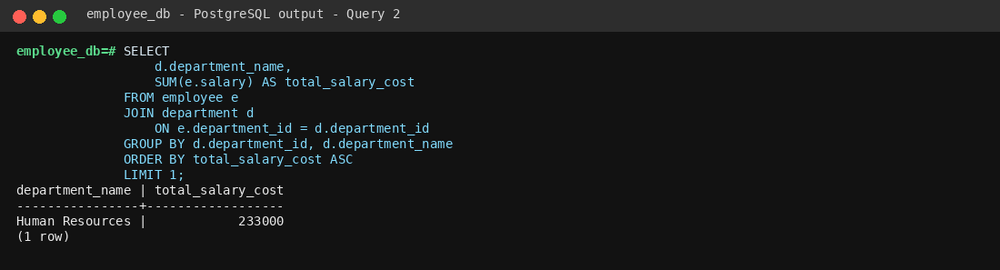 employee_db - PostgreSQL output - Query 2
employee_db=# SELECT
                  d.department_name,
                  SUM(e.salary) AS total_salary_cost
              FROM employee e
              JOIN department d
                  ON e.department_id = d.department_id
              GROUP BY d.department_id, d.department_name
              ORDER BY total_salary_cost ASC
              LIMIT 1;
department_name | total_salary_cost
----------------+------------------
Human Resources |            233000
(1 row)